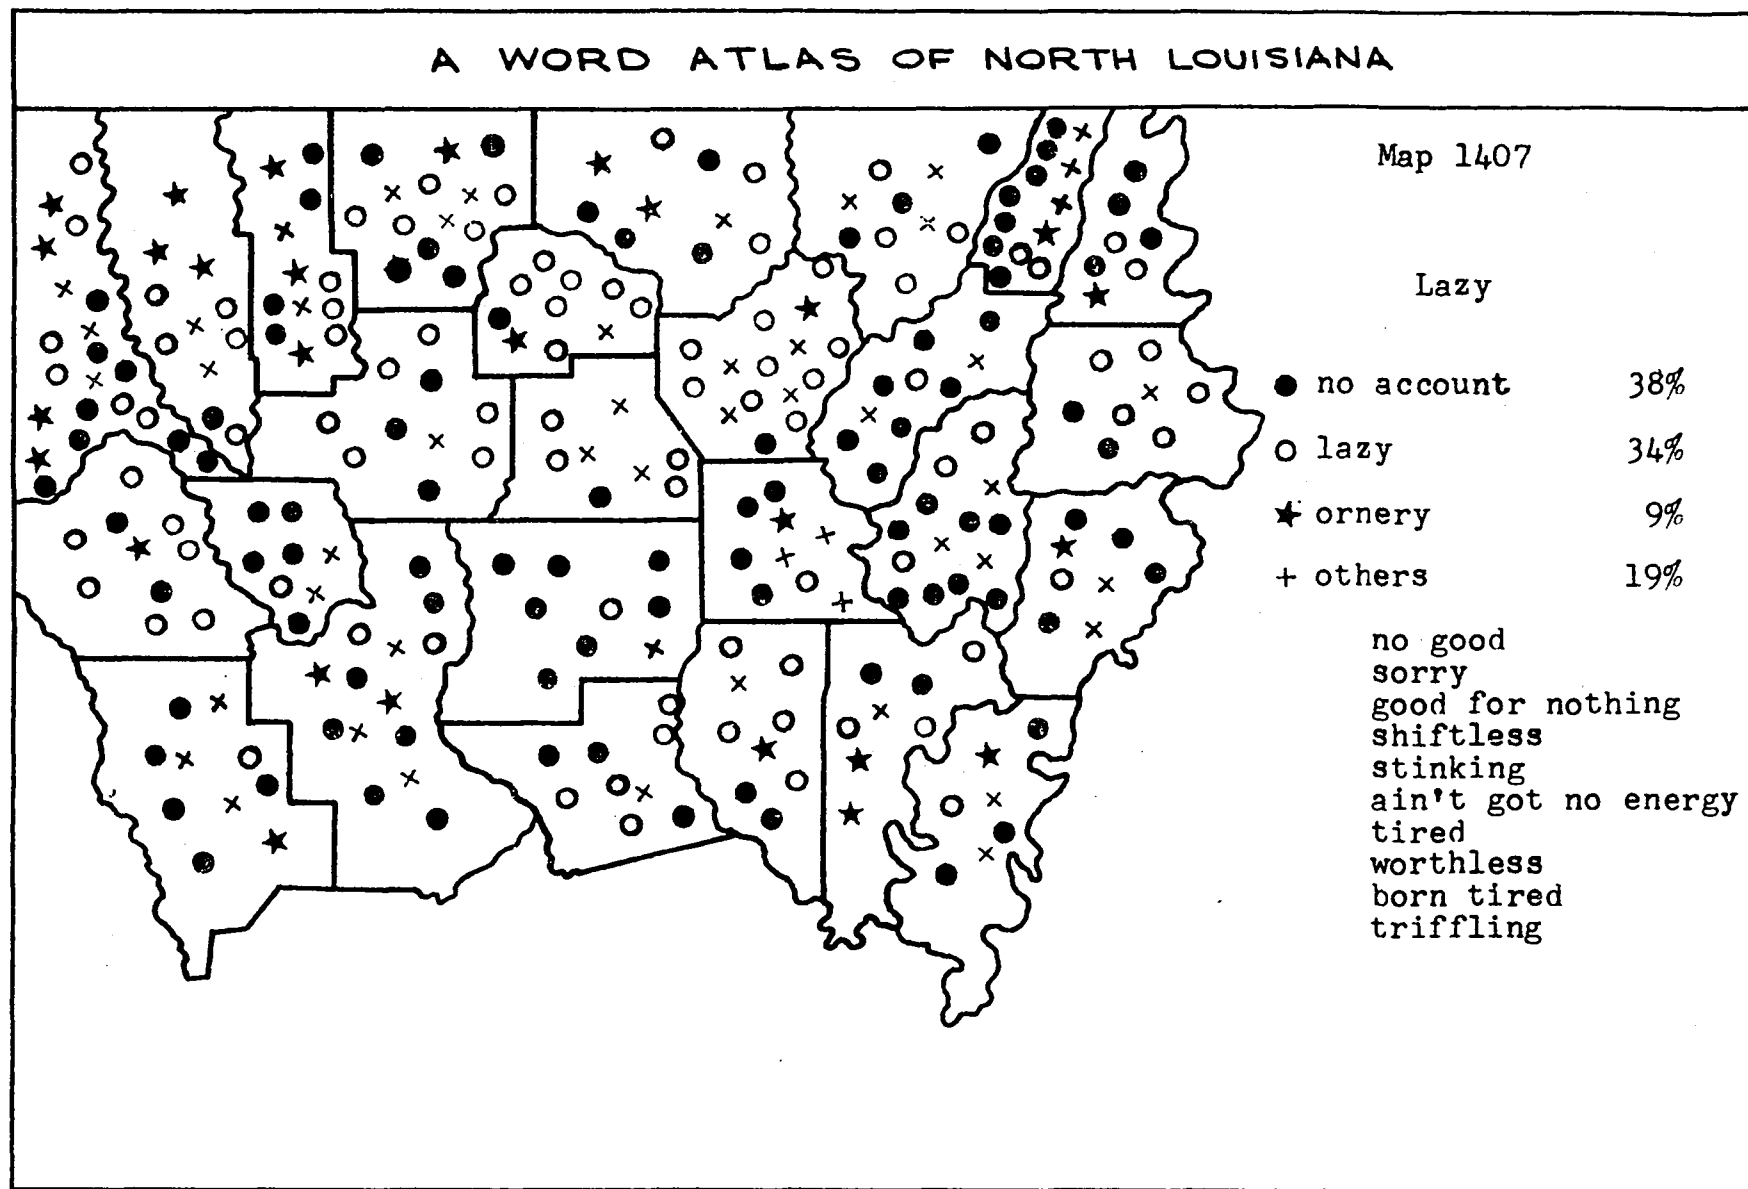 A WORD ATLAS OF NORTH LOUISIANA
Map 1407
Lazy
no account 38%
lazy 34%
ornery 9%
+ others 19%
no good
sorry
good for nothing
shiftless
stinking
ain't got no energy
tired
worthless
born tired
triffling